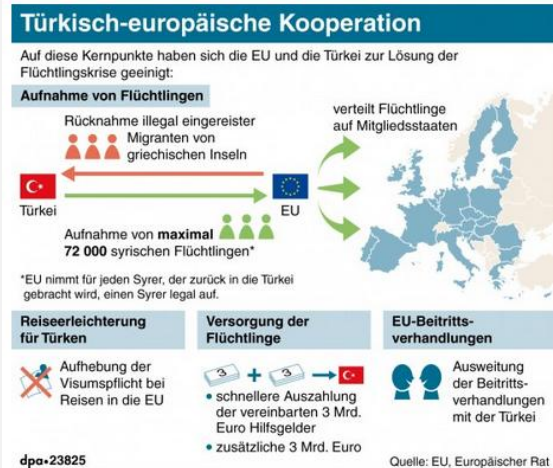 Türkisch-europäische Kooperation
Auf diese Kernpunkte haben sich die EU und die Türkei zur Lösung der
Flüchtlingskrise geeinigt:
Aufnahme von Flüchtlingen
Rücknahme illegal eingereister
Migranten von
griechischen Inseln
verteilt Flüchtlinge
auf Mitgliedsstaaten
Türkei
EU
Aufnahme von maximal
72 000 syrischen Flüchtlingen*
*EU nimmt für jeden Syrer, der zurück in die Türkei
gebracht wird, einen Syrer legal auf.
Reiseerleichterung
für Türken
Aufhebung der
Visumspflicht bei
Reisen in die EU
Versorgung der
Flüchtlinge
3 + 3
• schnellere Auszahlung
der vereinbarten 3 Mrd.
Euro Hilfsgelder
• zusätzliche 3 Mrd. Euro
EU-Beitritts-
verhandlungen
Ausweitung
der Beitritts-
verhandlungen
mit der Türkei
dpa•23825
Quelle: EU, Europäischer Rat